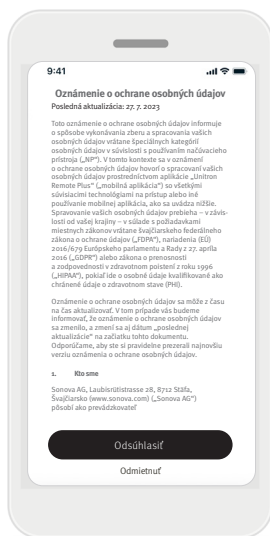 9:41
Oznámenie o ochrane osobných údajov
Posledná aktualizácia: 27. 7. 2023
Toto oznámenie o ochrane osobných údajov informuje
o spôsobe vykonávania zberu a spracovania vašich
osobných údajov vrátane špeciálnych kategórií
osobných údajov v súvislosti s používaním načúvacieho
prístroja („NP“). V tomto kontexte sa v oznámení
o ochrane osobných údajov hovorí o spracovaní vašich
osobných údajov prostredníctvom aplikácie „Unitron
Remote Plus“ („mobilná aplikácia“) so všetkými
súvisiacimi technológiami na prístup alebo iné
používanie mobilnej aplikácie, ako sa uvádza nižšie.
Spravovanie vašich osobných údajov prebieha – v závis-
losti od vašej krajiny – v súlade s požiadavkami
miestnych zákonov vrátane švajčiarskeho federálneho
zákona o ochrane údajov („FDPA“), nariadenia (EÚ)
2016/679 Európskeho parlamentu a Rady z 27. apríla
2016 („GDPR“) alebo zákona o prenosnosti
a zodpovednosti v zdravotnom poistení z roku 1996
(„HIPAA“), pokiaľ ide o osobné údaje kvalifikované ako
chránené údaje o zdravotnom stave (PHI).
Oznámenie o ochrane osobných údajov sa môže z času
na čas aktualizovať. V tom prípade vás budeme
informovať, že oznámenie o ochrane osobných údajov
sa zmenilo, a zmení sa aj dátum „poslednej
aktualizácie“ na začiatku tohto dokumentu.
Odporúčame, aby ste si pravidelne prezerali najnovšiu
verziu oznámenia o ochrane osobných údajov.
1. Kto sme
Sonova AG, Laubisrütistrasse 28, 8712 Stäfa,
Švajčiarsko (www.sonova.com) („Sonova AG“)
pôsobí ako prevádzkovateľ
Odsúhlasiť
Odmietnuť